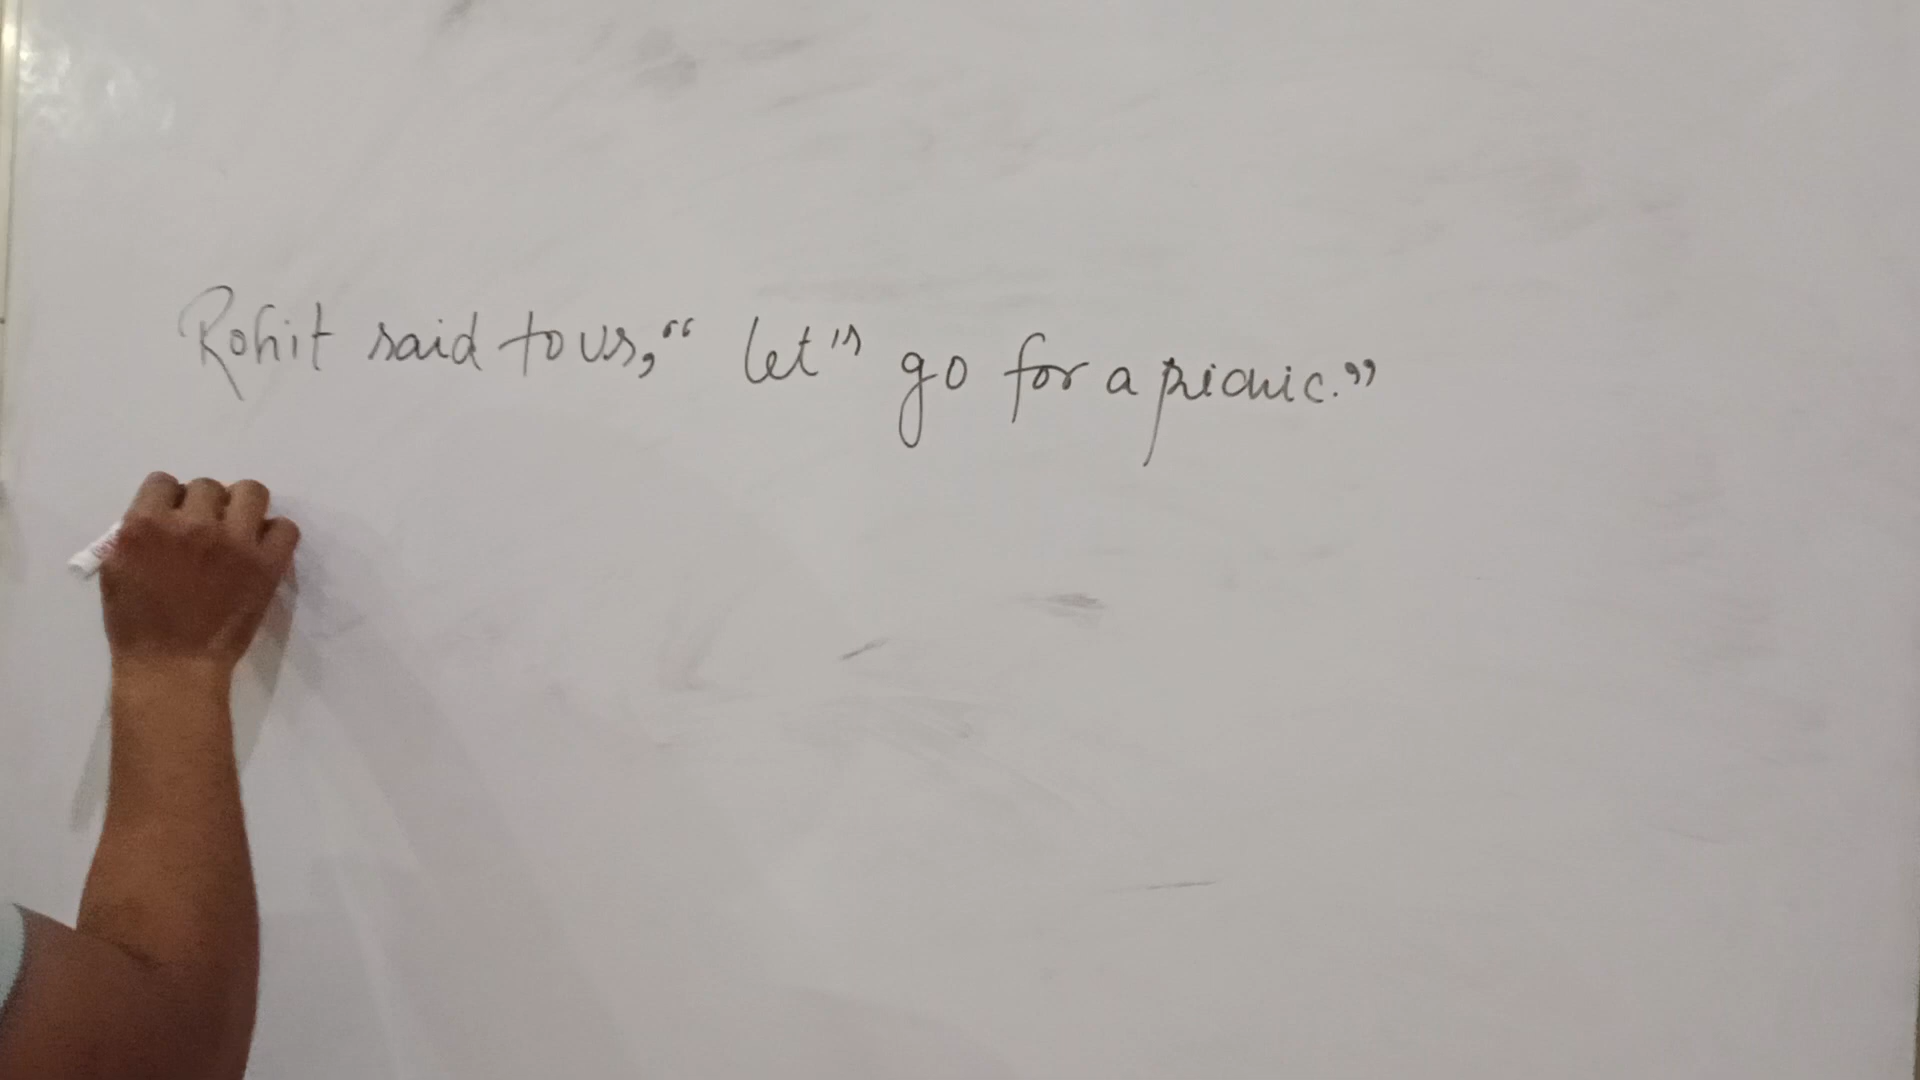 Rohit said to us, “ let's go for a picnic.”